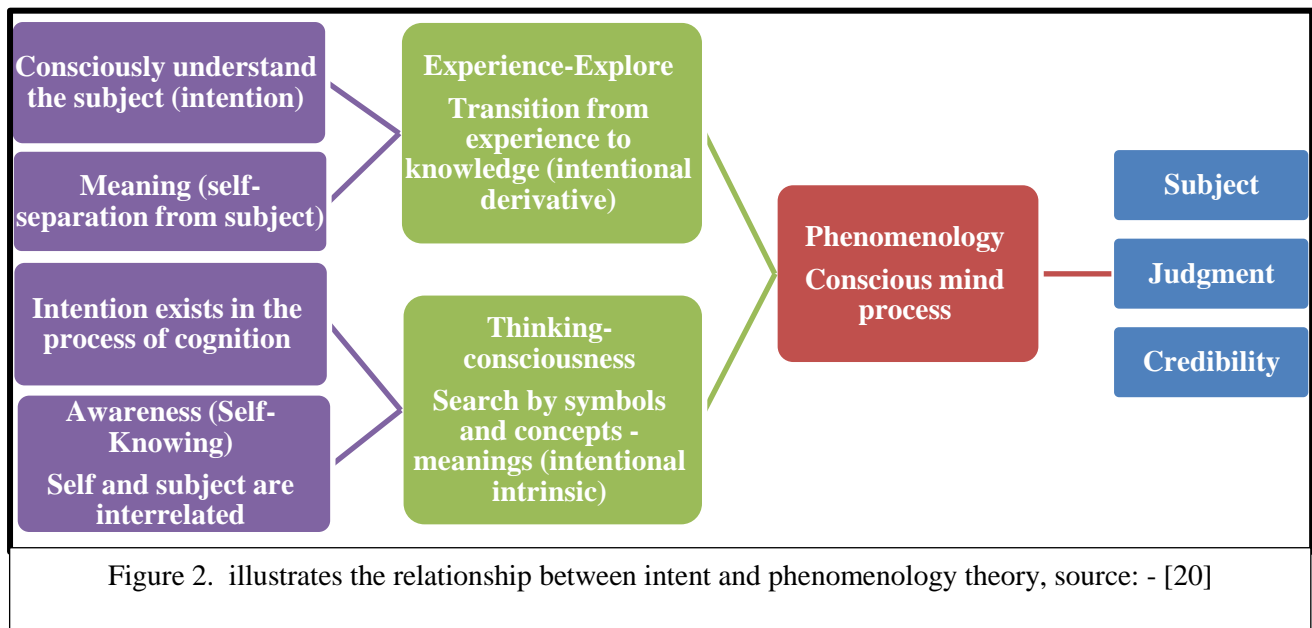 Consciously understand
the subject (intention)
Meaning (self-
separation from subject)
Intention exists in the
process of cognition
Awareness (Self-
Knowing)
Self and subject are
interrelated
Experience-Explore
Transition from
experience to
knowledge (intentional
derivative)
Thinking-
consciousness
Search by symbols
and concepts -
meanings (intentional
intrinsic)
Phenomenology
Conscious mind
process
Subject
Judgment
Credibility
Figure 2.  illustrates the relationship between intent and phenomenology theory, source: - [20]